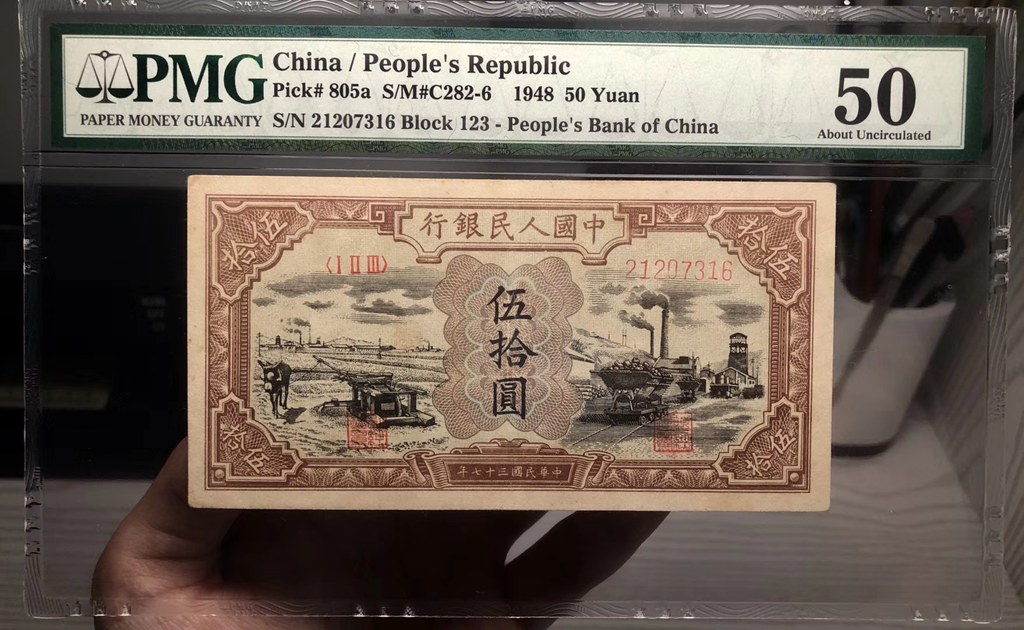 PMG
PAPER MONEY GUARANTY
China / People's Republic
Pick# 805a S/M#C282-6 1948 50 Yuan
S/N 21207316 Block 123 - People's Bank of China
50
About Uncirculated
行銀民人國中
伍拾
拾伍
〈I II III〉
21207316
伍拾圓
拾伍
伍拾
年七十三國民華中